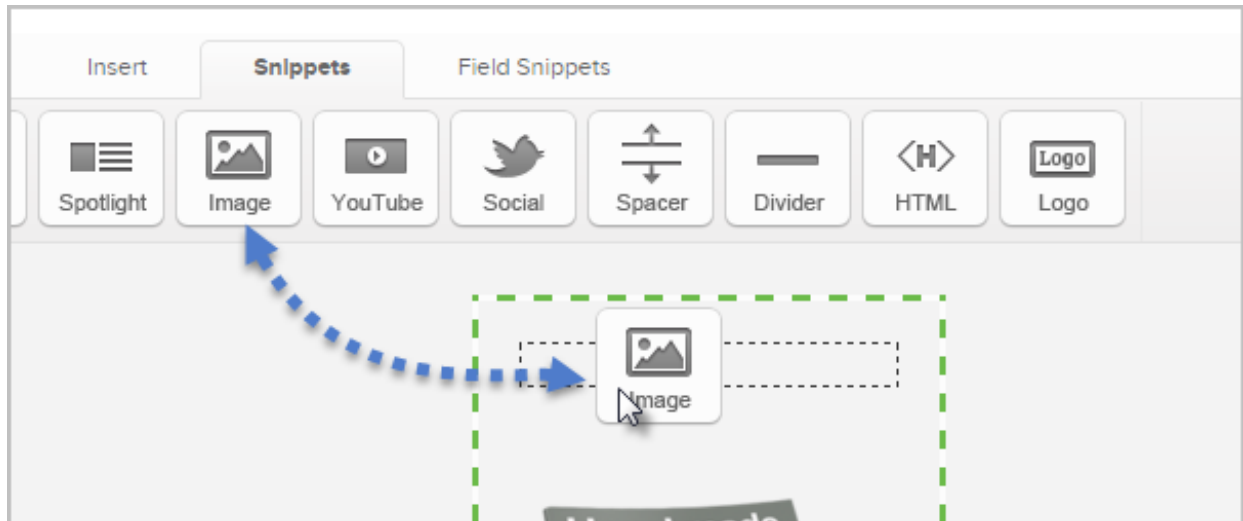 Insert Snippets Field Snippets
Logo
Spotlight Image YouTube Social Spacer Divider HTML Logo
Image